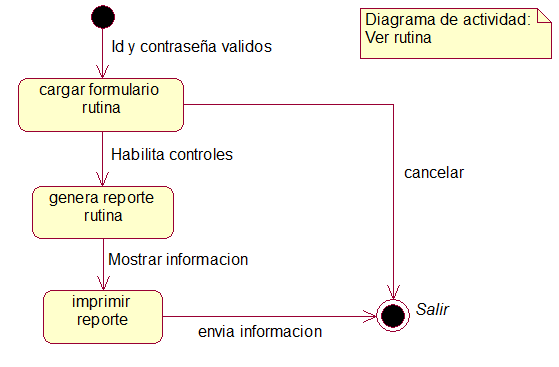 Diagrama de actividad:
Ver rutina
Id y contraseña validos
cargar formulario
rutina
Habilita controles
cancelar
genera reporte
rutina
Mostrar informacion
imprimir
reporte
envia informacion
Salir